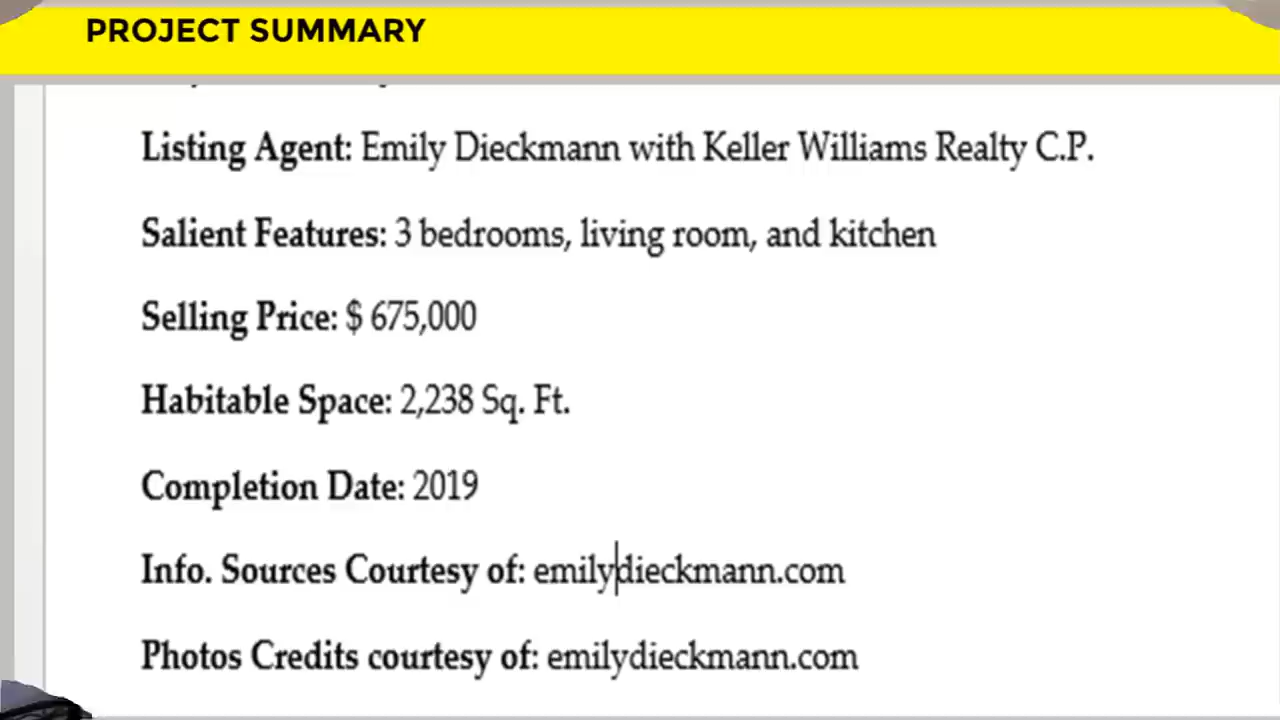 PROJECT SUMMARY
Listing Agent: Emily Dieckmann with Keller Williams Realty C.P.
Salient Features: 3 bedrooms, living room, and kitchen
Selling Price: $ 675,000
Habitable Space: 2,238 Sq. Ft.
Completion Date: 2019
Info. Sources Courtesy of: emilydieckmann.com
Photos Credits courtesy of: emilydieckmann.com